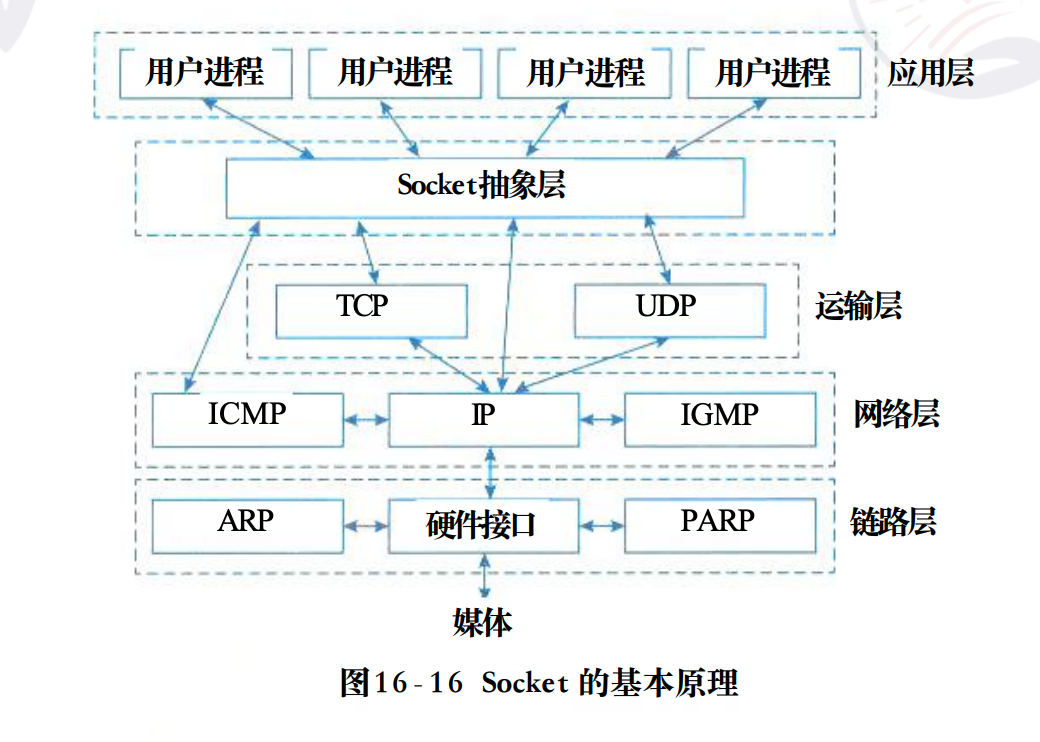 用户进程 用户进程 用户进程 用户进程 应用层
Socket抽象层
TCP UDP 运输层
ICMP IP IGMP 网络层
ARP 硬件接口 PARP 链路层
媒体
图16-16 Socket 的基本原理